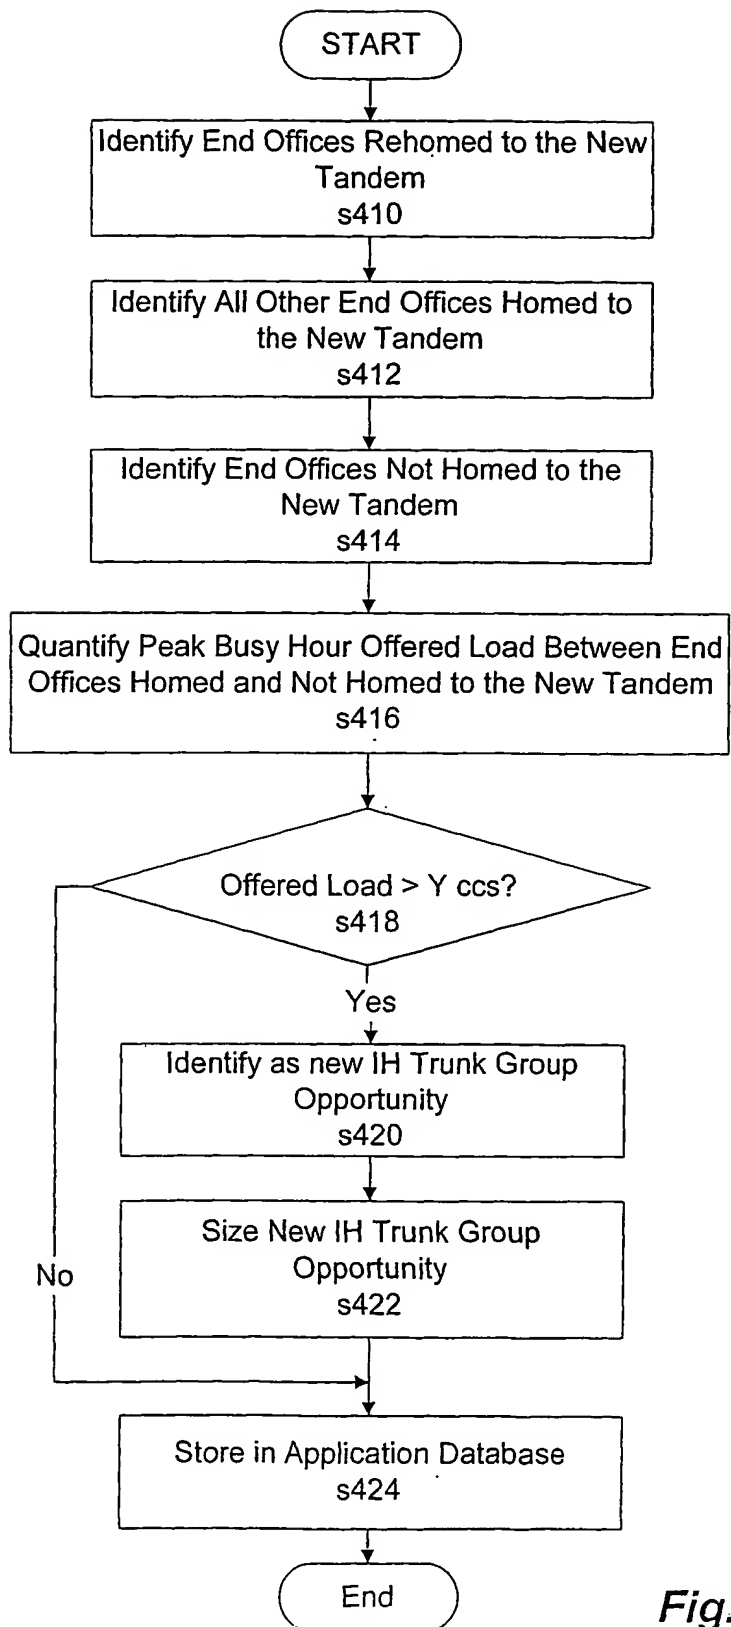 START
Identify End Offices Rehomed to the New
Tandem
s410
Identify All Other End Offices Homed to
the New Tandem
s412
Identify End Offices Not Homed to the
New Tandem
s414
Quantify Peak Busy Hour Offered Load Between End
Offices Homed and Not Homed to the New Tandem
s416
Offered Load > Y ccs?
s418
Yes
Identify as new IH Trunk Group
Opportunity
s420
Size New IH Trunk Group
Opportunity
s422
No
Store in Application Database
s424
End
Fig.